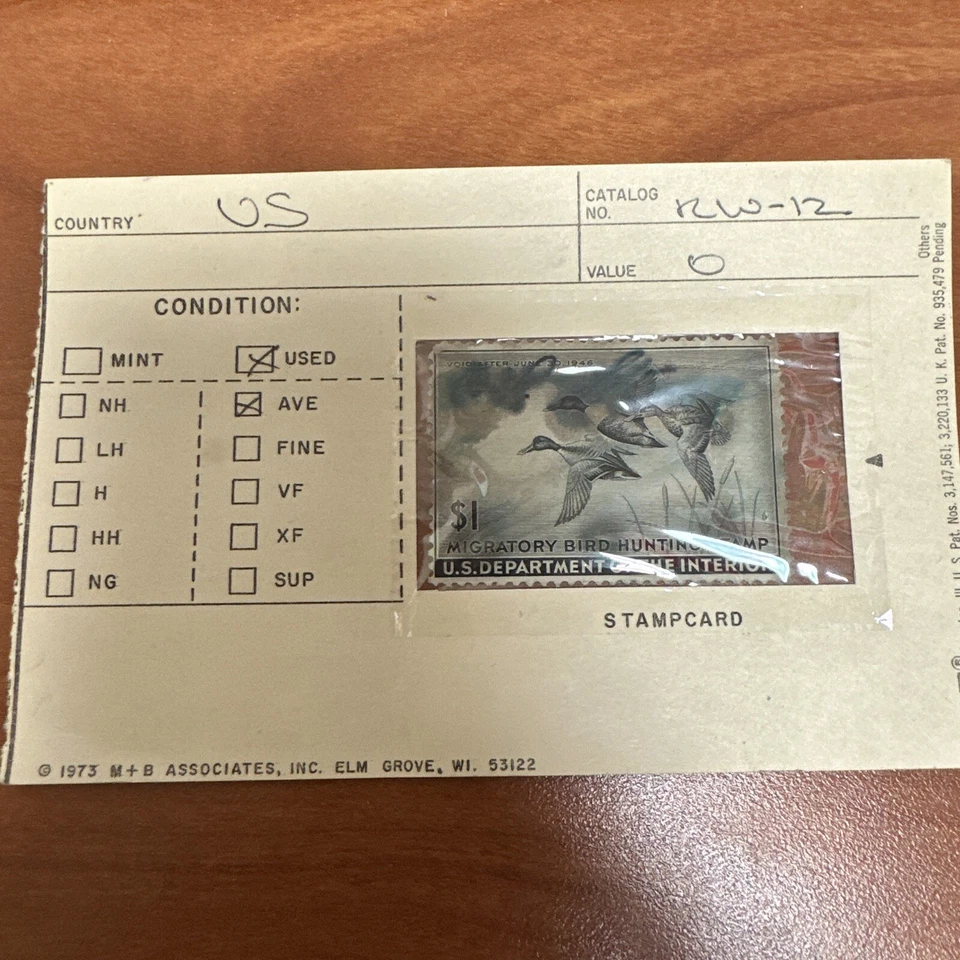 COUNTRY US
CATALOG NO. RW-12
VALUE 0
CONDITION:
MINT
USED
NH
AVE
LH
FINE
H
VF
HH
XF
NG
SUP
VOID AFTER JUNE 30, 1946
$1
MIGRATORY BIRD HUNTING STAMP
U.S. DEPARTMENT OF THE INTERIOR
STAMPCARD
© 1973 M+B ASSOCIATES, INC. ELM GROVE, WI. 53122
U.S. Pat. Nos. 3,147,561; 3,220,133 U. K. Pat. No. 935,479 Others Pending
®